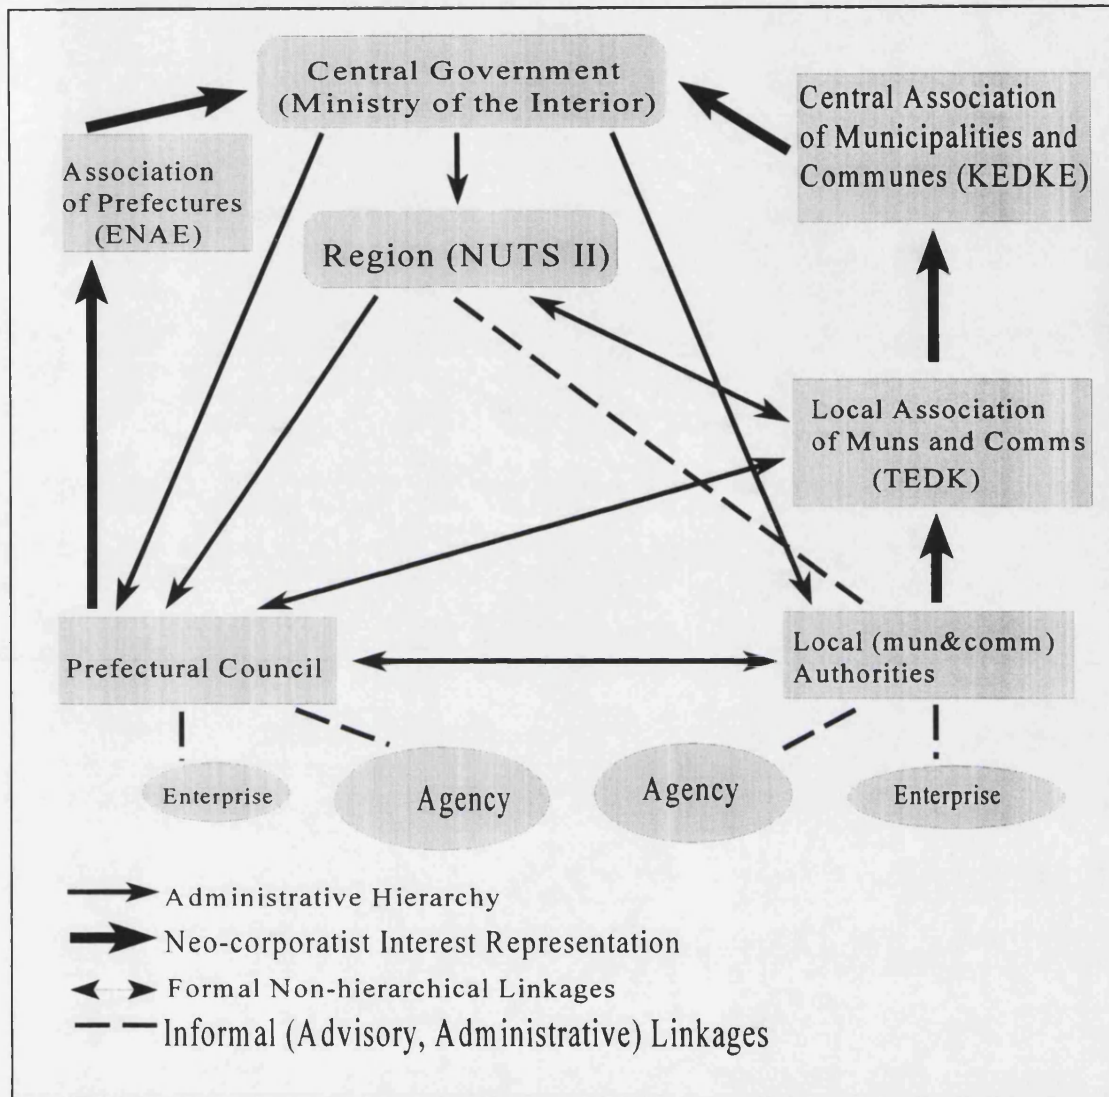 Central Government
(Ministry of the Interior)
Central Association
of Municipalities and
Communes (KEDKE)
Association
of Prefectures
(ENAE)
Region (NUTS II)
Local Association
of Muns and Comms
(TEDK)
Prefectural Council
Local (mun&comm)
Authorities
Enterprise
Agency
Agency
Enterprise
Administrative Hierarchy
Neo-corporatist Interest Representation
Formal Non-hierarchical Linkages
Informal (Advisory, Administrative) Linkages